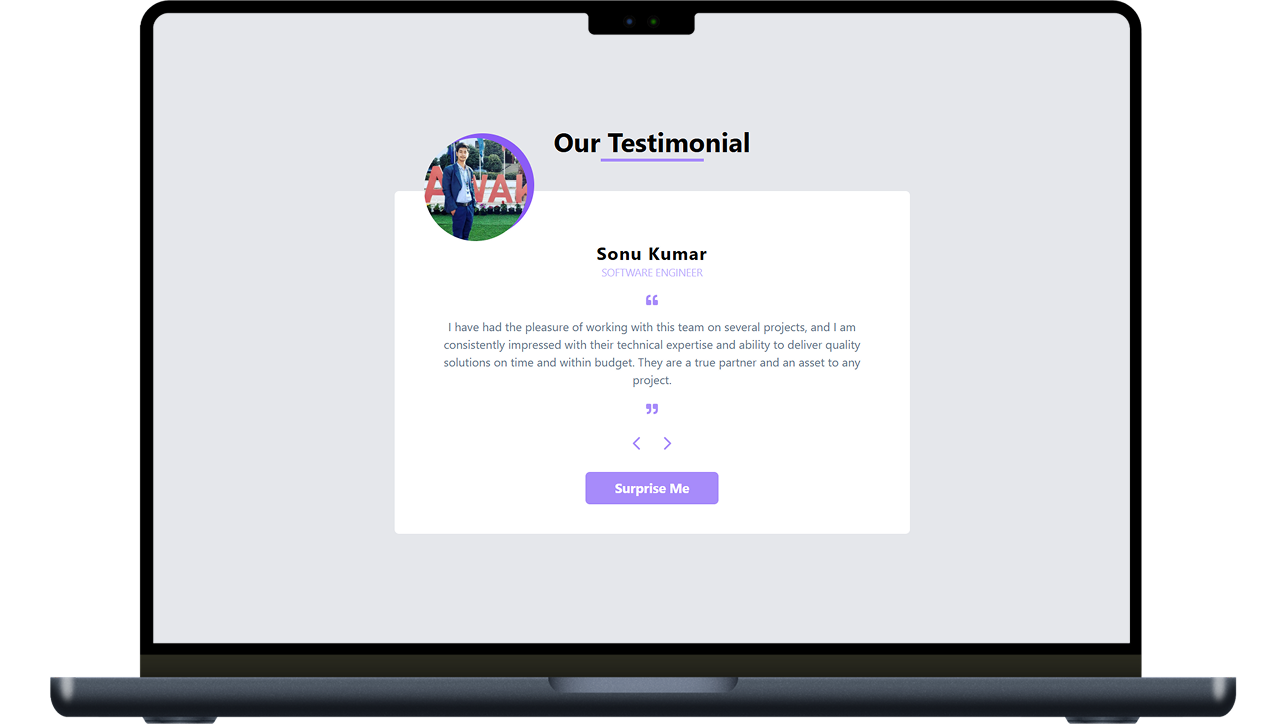 Our Testimonial
Sonu Kumar
SOFTWARE ENGINEER
“
I have had the pleasure of working with this team on several projects, and I am
consistently impressed with their technical expertise and ability to deliver quality
solutions on time and within budget. They are a true partner and an asset to any
project.
”
Surprise Me